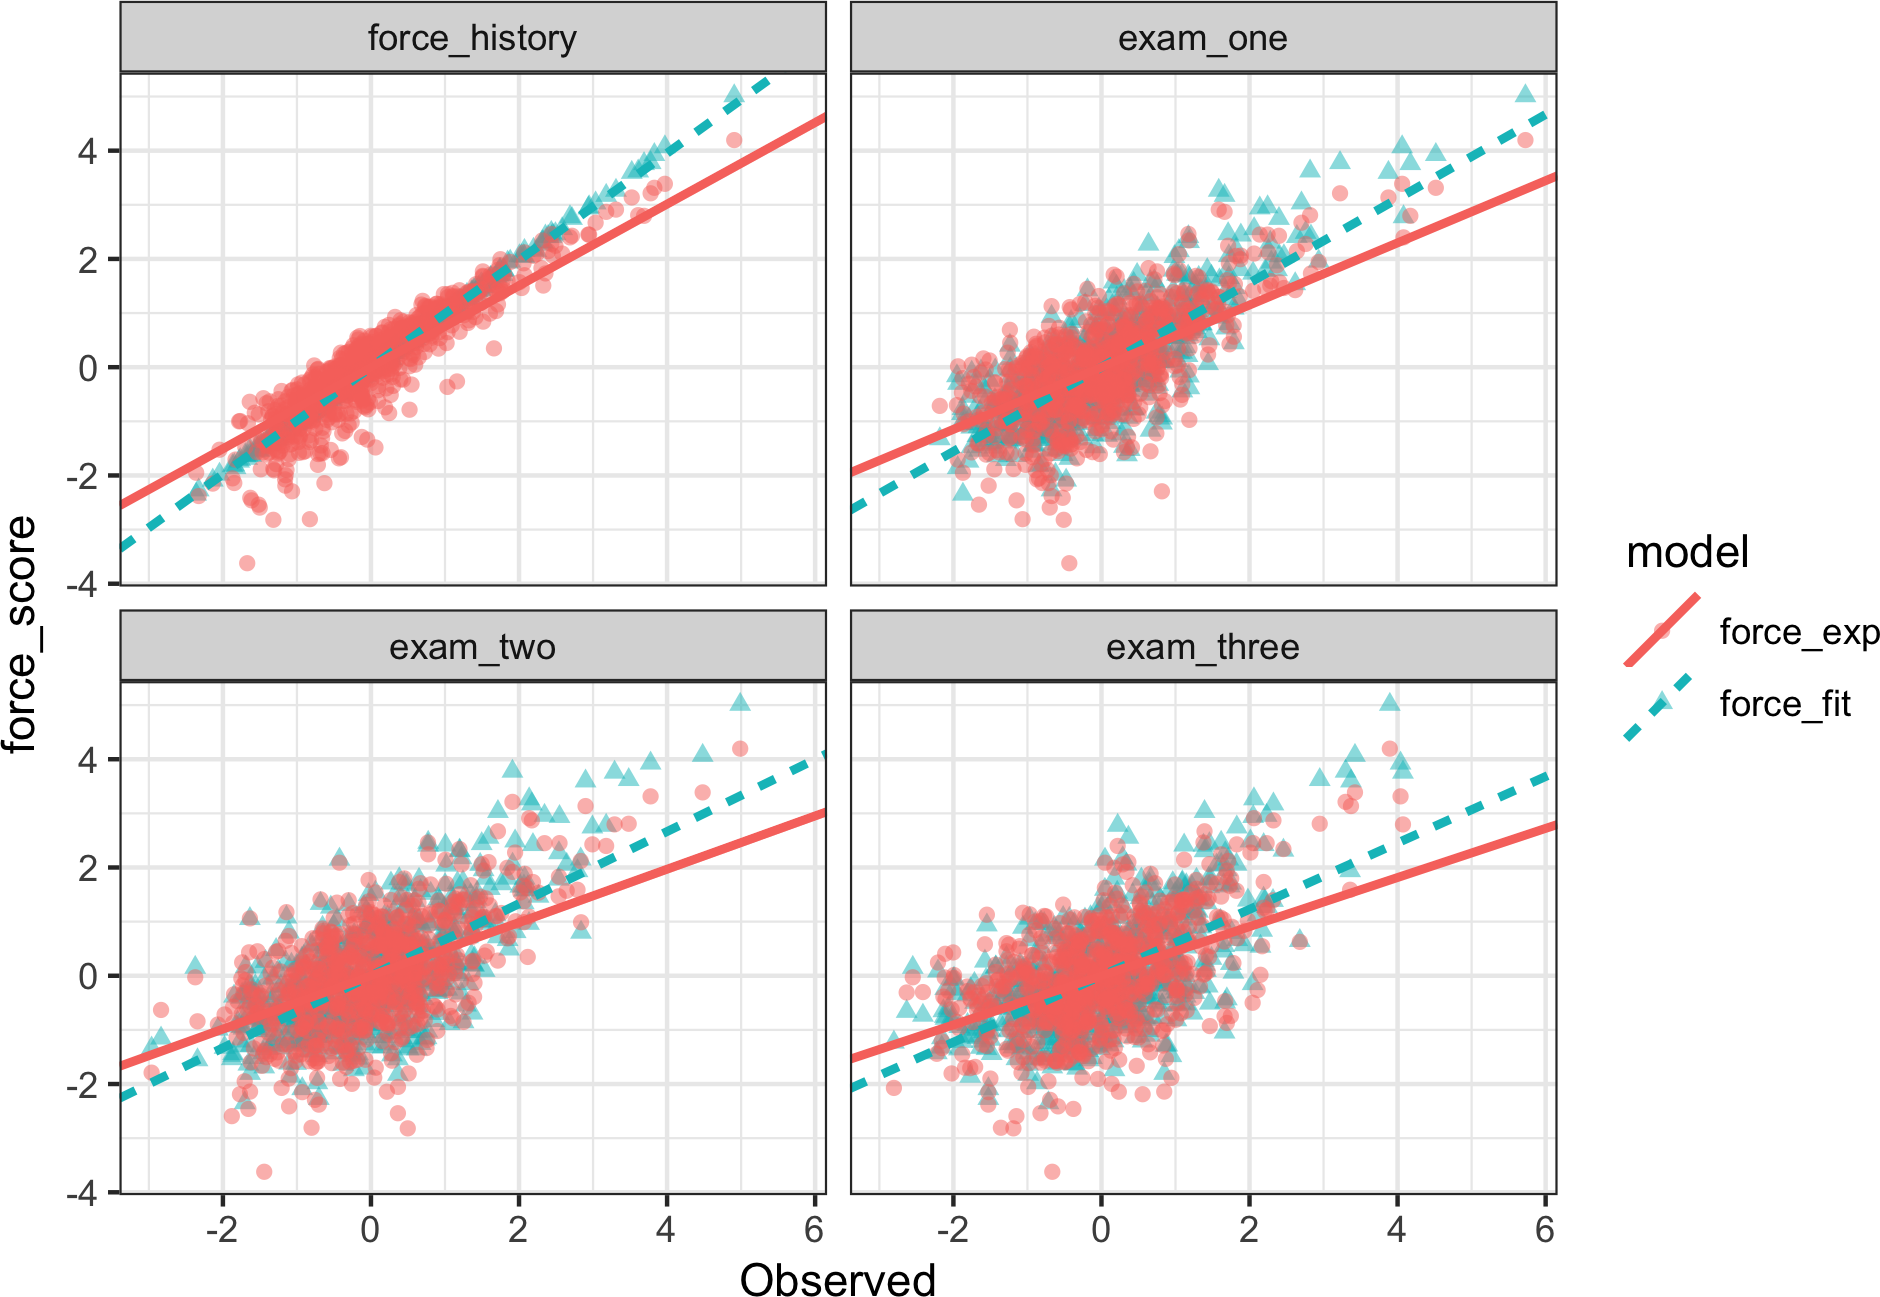 force_history
exam_one
4
2
0
-2
-4
exam_two
exam_three
4
2
0
-2
-4
-2 0 2 4 6
-2 0 2 4 6
Observed
force_score
model
force_exp
force_fit